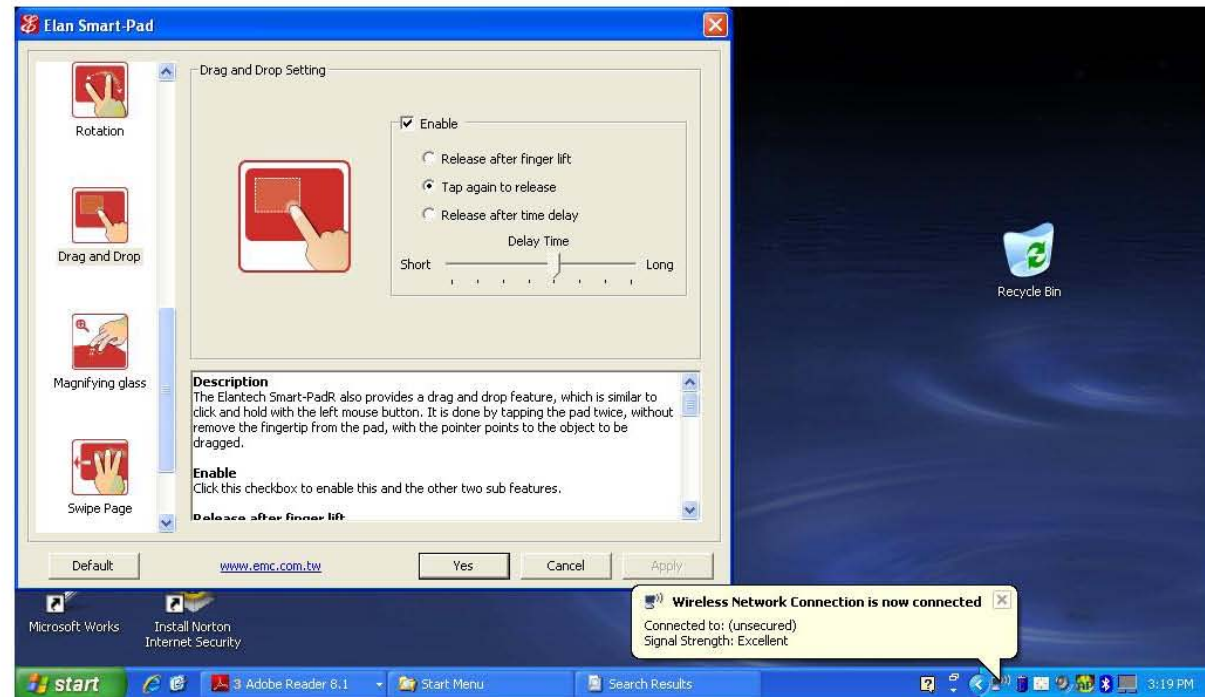 Elan Smart-Pad
Rotation
Drag and Drop
Magnifying glass
Swipe Page
Drag and Drop Setting
Enable
Release after finger lift
Tap again to release
Release after time delay
Delay Time
Short
Long
Description
The Elantech Smart-PadR also provides a drag and drop feature, which is similar to
click and hold with the left mouse button. It is done by tapping the pad twice, without
remove the fingertip from the pad, with the pointer points to the object to be
dragged.
Enable
Click this checkbox to enable this and the other two sub features.
Release after finger lift
Default
www.emc.com.tw
Yes
Cancel
Apply
Recycle Bin
Microsoft Works
Install Norton
Internet Security
Wireless Network Connection is now connected
Connected to: (unsecured)
Signal Strength: Excellent
start
3 Adobe Reader 8.1
Start Menu
Search Results
3:19 PM